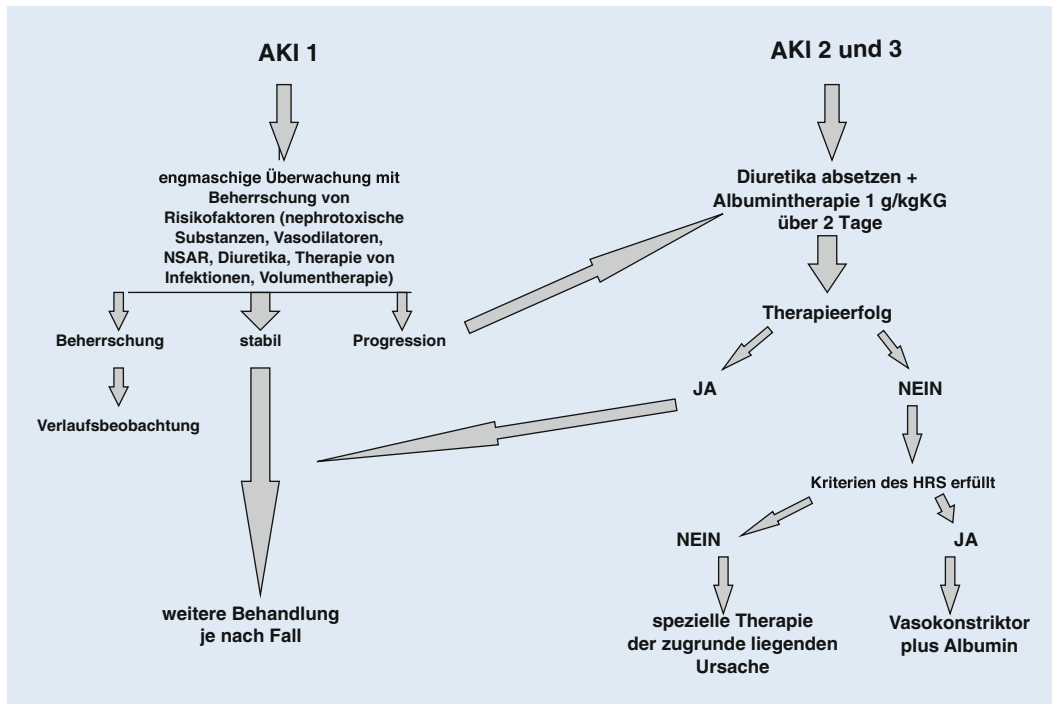 AKI 1
engmaschige Überwachung mit
Beherrschung von
Risikofaktoren (nephrotoxische
Substanzen, Vasodilatoren,
NSAR, Diuretika, Therapie von
Infektionen, Volumentherapie)
Beherrschung
stabil
Progression
Verlaufsbeobachtung
weitere Behandlung
je nach Fall
AKI 2 und 3
Diuretika absetzen +
Albumintherapie 1 g/kgKG
über 2 Tage
Therapieerfolg
JA
NEIN
Kriterien des HRS erfüllt
NEIN
JA
spezielle Therapie
der zugrunde liegenden
Ursache
Vasokonstriktor
plus Albumin